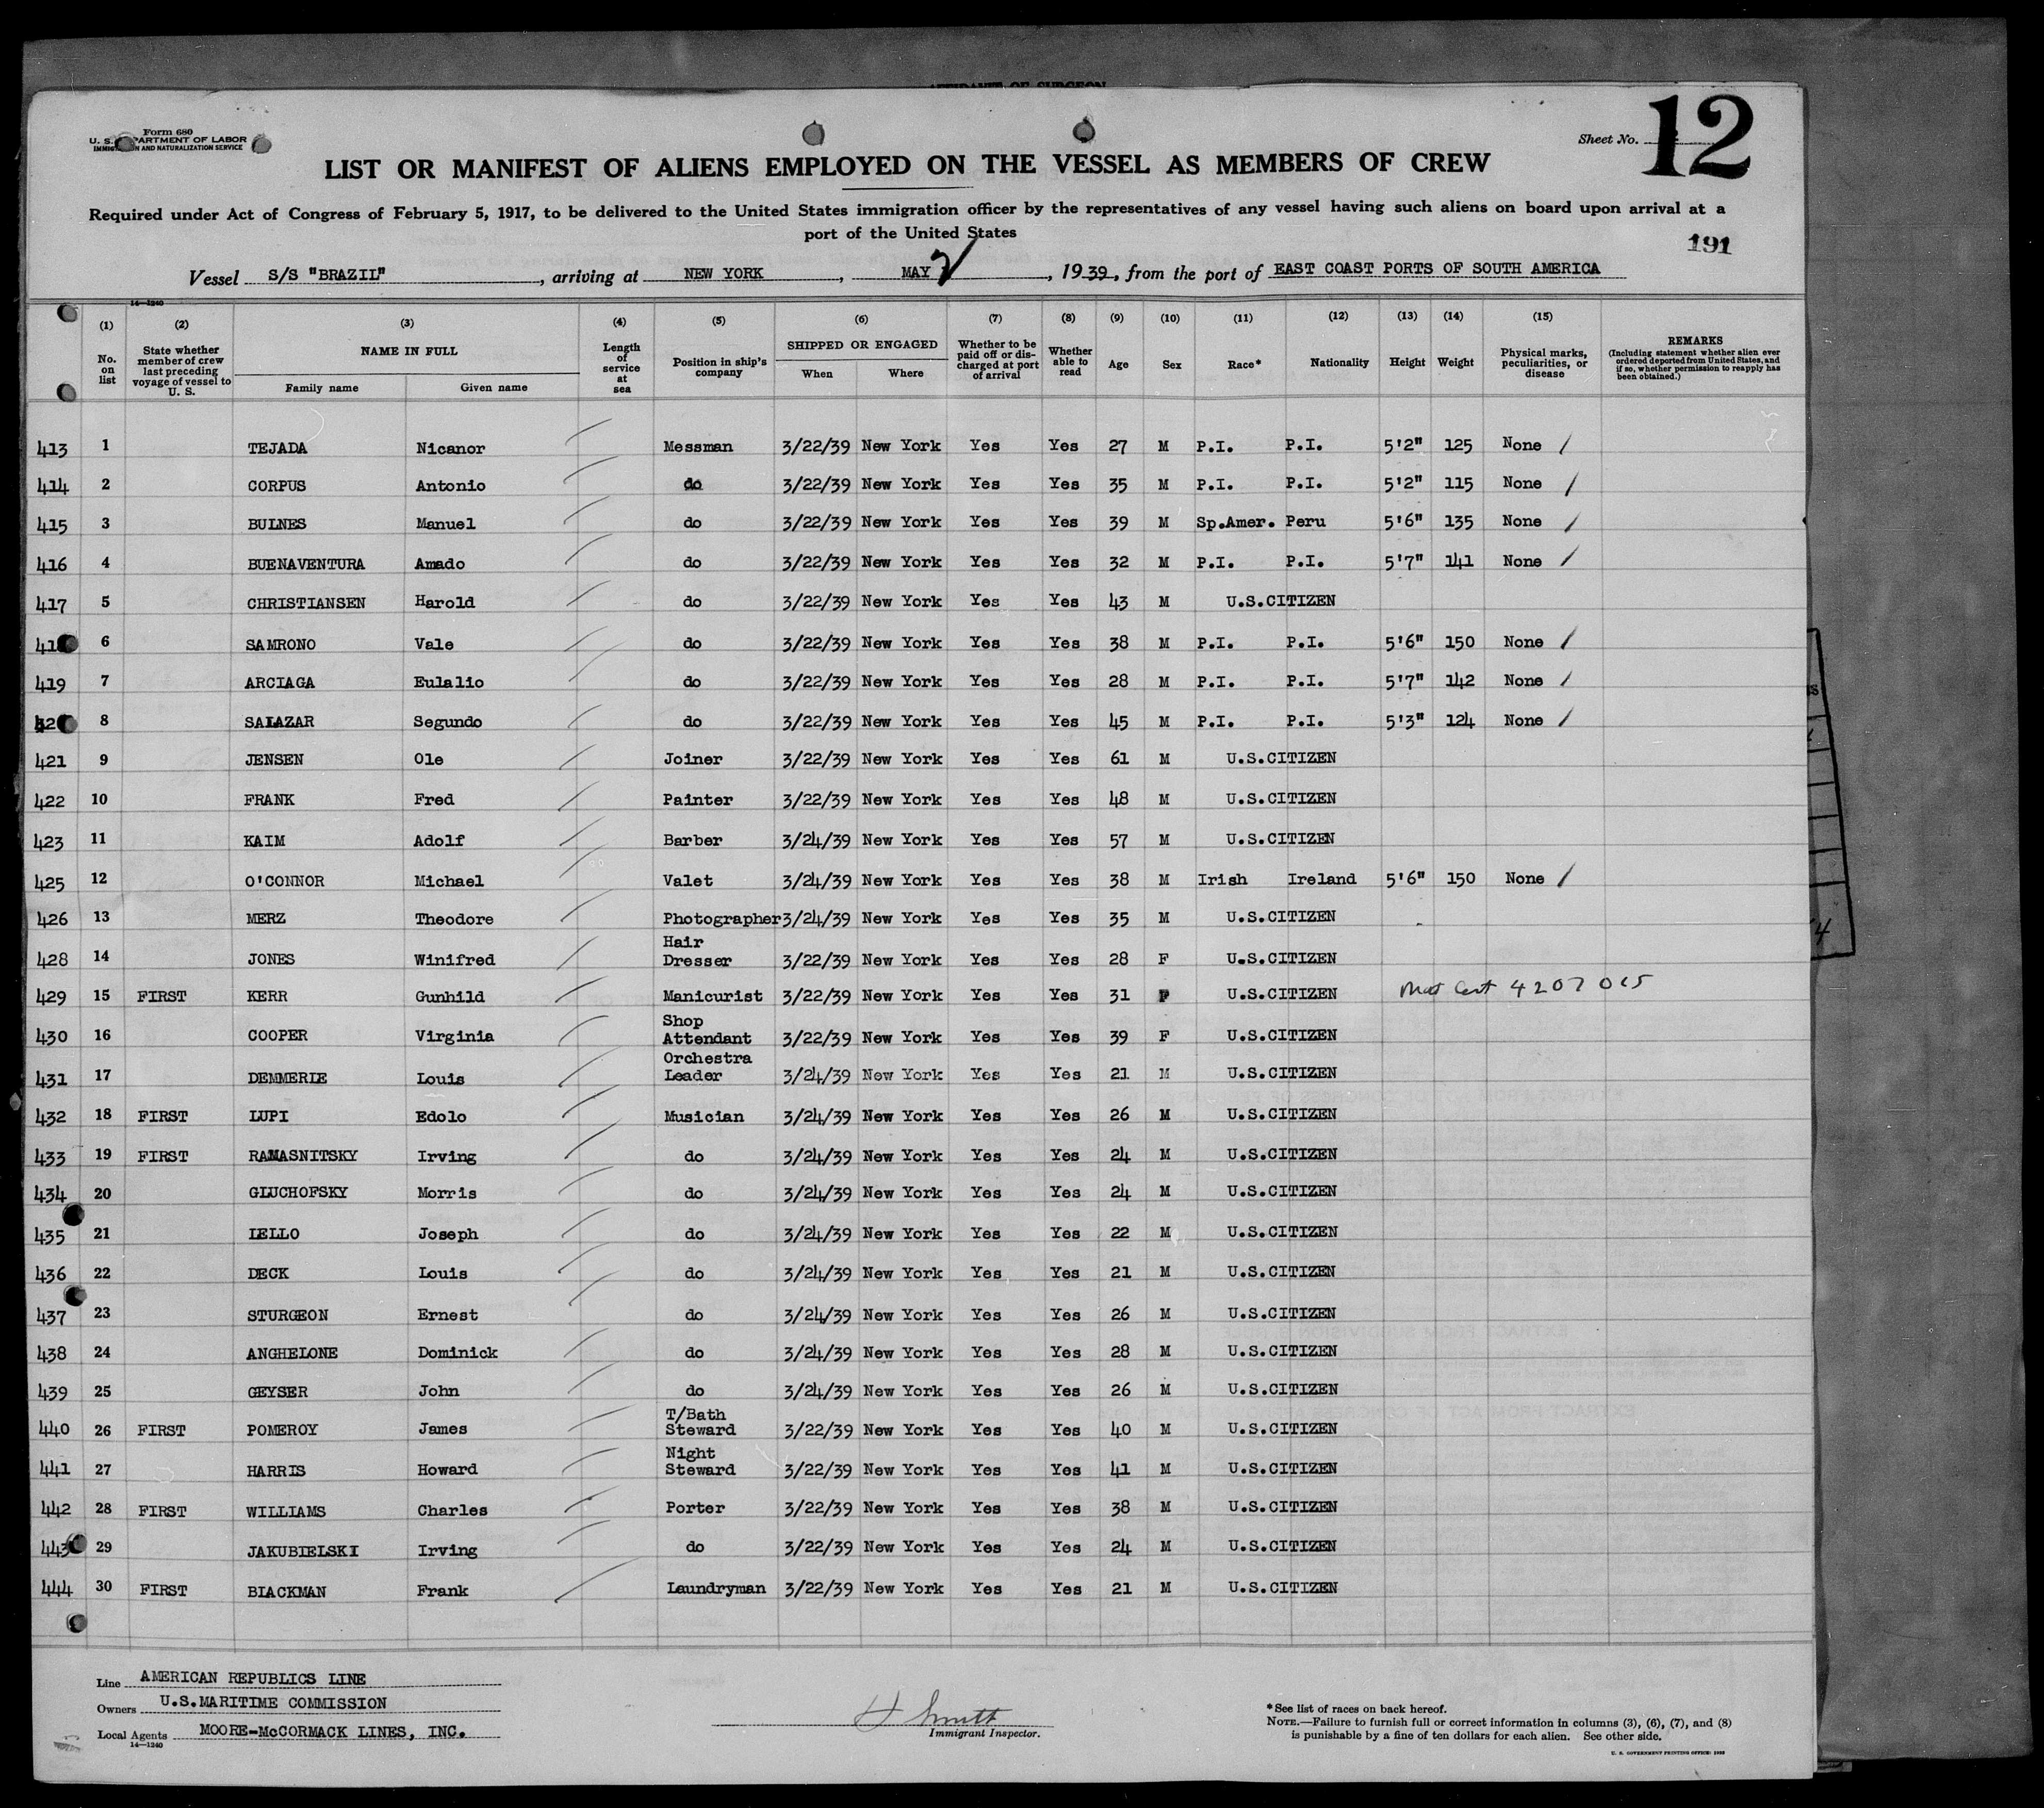 AFFIDAVIT OF SURGEON
Form 680
U. S. DEPARTMENT OF LABOR
IMMIGRATION AND NATURALIZATION SERVICE
Sheet No. 12
LIST OR MANIFEST OF ALIENS EMPLOYED ON THE VESSEL AS MEMBERS OF CREW
Required under Act of Congress of February 5, 1917, to be delivered to the United States immigration officer by the representatives of any vessel having such aliens on board upon arrival at a
port of the United States
191
Vessel S/S "BRAZIL", arriving at NEW YORK, MAY 2, 1939, from the port of EAST COAST PORTS OF SOUTH AMERICA
14—1240
(1) No. on list
(2) State whether member of crew last preceding voyage of vessel to U. S.
(3) NAME IN FULL Family name Given name
(4) Length of service at sea
(5) Position in ship's company
(6) SHIPPED OR ENGAGED When Where
(7) Whether to be paid off or discharged at port of arrival
(8) Whether able to read
(9) Age
(10) Sex
(11) Race*
(12) Nationality
(13) Height
(14) Weight
(15) Physical marks, peculiarities, or disease
REMARKS (Including statement whether alien ever ordered deported from United States, and if so, whether permission to reapply has been obtained.)
413 1 TEJADA Nicanor Messman 3/22/39 New York Yes Yes 27 M P.I. P.I. 5'2" 125 None
414 2 CORPUS Antonio do 3/22/39 New York Yes Yes 35 M P.I. P.I. 5'2" 115 None
415 3 BULNES Manuel do 3/22/39 New York Yes Yes 39 M Sp.Amer. Peru 5'6" 135 None
416 4 BUENAVENTURA Amado do 3/22/39 New York Yes Yes 32 M P.I. P.I. 5'7" 141 None
417 5 CHRISTIANSEN Harold do 3/22/39 New York Yes Yes 43 M U.S.CITIZEN
41 6 SAMRONO Vale do 3/22/39 New York Yes Yes 38 M P.I. P.I. 5'6" 150 None
419 7 ARCIAGA Eulalio do 3/22/39 New York Yes Yes 28 M P.I. P.I. 5'7" 142 None
42 8 SALAZAR Segundo do 3/22/39 New York Yes Yes 45 M P.I. P.I. 5'3" 124 None
421 9 JENSEN Ole Joiner 3/22/39 New York Yes Yes 61 M U.S.CITIZEN
422 10 FRANK Fred Painter 3/22/39 New York Yes Yes 48 M U.S.CITIZEN
423 11 KAIM Adolf Barber 3/24/39 New York Yes Yes 57 M U.S.CITIZEN
425 12 O'CONNOR Michael Valet 3/24/39 New York Yes Yes 38 M Irish Ireland 5'6" 150 None
426 13 MERZ Theodore Photographer 3/24/39 New York Yes Yes 35 M U.S.CITIZEN
428 14 JONES Winifred Hair Dresser 3/22/39 New York Yes Yes 28 F U.S.CITIZEN
429 15 FIRST KERR Gunhild Manicurist 3/22/39 New York Yes Yes 31 F U.S.CITIZEN Cert 4207015
430 16 COOPER Virginia Shop Attendant 3/22/39 New York Yes Yes 39 F U.S.CITIZEN
431 17 DEMMERIE Louis Orchestra Leader 3/24/39 New York Yes Yes 21 M U.S.CITIZEN
432 18 FIRST LUPI Edolo Musician 3/24/39 New York Yes Yes 26 M U.S.CITIZEN
433 19 FIRST RAMASNITSKY Irving do 3/24/39 New York Yes Yes 24 M U.S.CITIZEN
434 20 GLUCHOFSKY Morris do 3/24/39 New York Yes Yes 24 M U.S.CITIZEN
435 21 LELLO Joseph do 3/24/39 New York Yes Yes 22 M U.S.CITIZEN
436 22 DECK Louis do 3/24/39 New York Yes Yes 21 M U.S.CITIZEN
437 23 STURGEON Ernest do 3/24/39 New York Yes Yes 26 M U.S.CITIZEN
438 24 ANGHELONE Dominick do 3/24/39 New York Yes Yes 28 M U.S.CITIZEN
439 25 GEYSER John do 3/24/39 New York Yes Yes 26 M U.S.CITIZEN
440 26 FIRST POMEROY James T/Bath Steward 3/22/39 New York Yes Yes 40 M U.S.CITIZEN
441 27 HARRIS Howard Night Steward 3/22/39 New York Yes Yes 41 M U.S.CITIZEN
442 28 FIRST WILLIAMS Charles Porter 3/22/39 New York Yes Yes 38 M U.S.CITIZEN
443 29 JAKUBIELSKI Irving do 3/22/39 New York Yes Yes 24 M U.S.CITIZEN
444 30 FIRST BLACKMAN Frank Laundryman 3/22/39 New York Yes Yes 21 M U.S.CITIZEN
Line AMERICAN REPUBLICS LINE
Owners U.S.MARITIME COMMISSION
Local Agents MOORE-McCORMACK LINES, INC.
14—1240
H Smith
Immigrant Inspector.
*See list of races on back hereof.
NOTE.—Failure to furnish full or correct information in columns (3), (6), (7), and (8)
is punishable by a fine of ten dollars for each alien. See other side.
U. S. GOVERNMENT PRINTING OFFICE: 1938